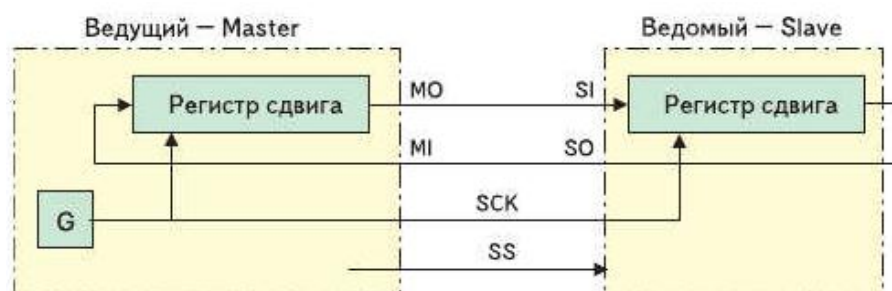 Ведущий — Master
Ведомый — Slave
Регистр сдвига
MO
SI
Регистр сдвига
MI
SO
G
SCK
SS